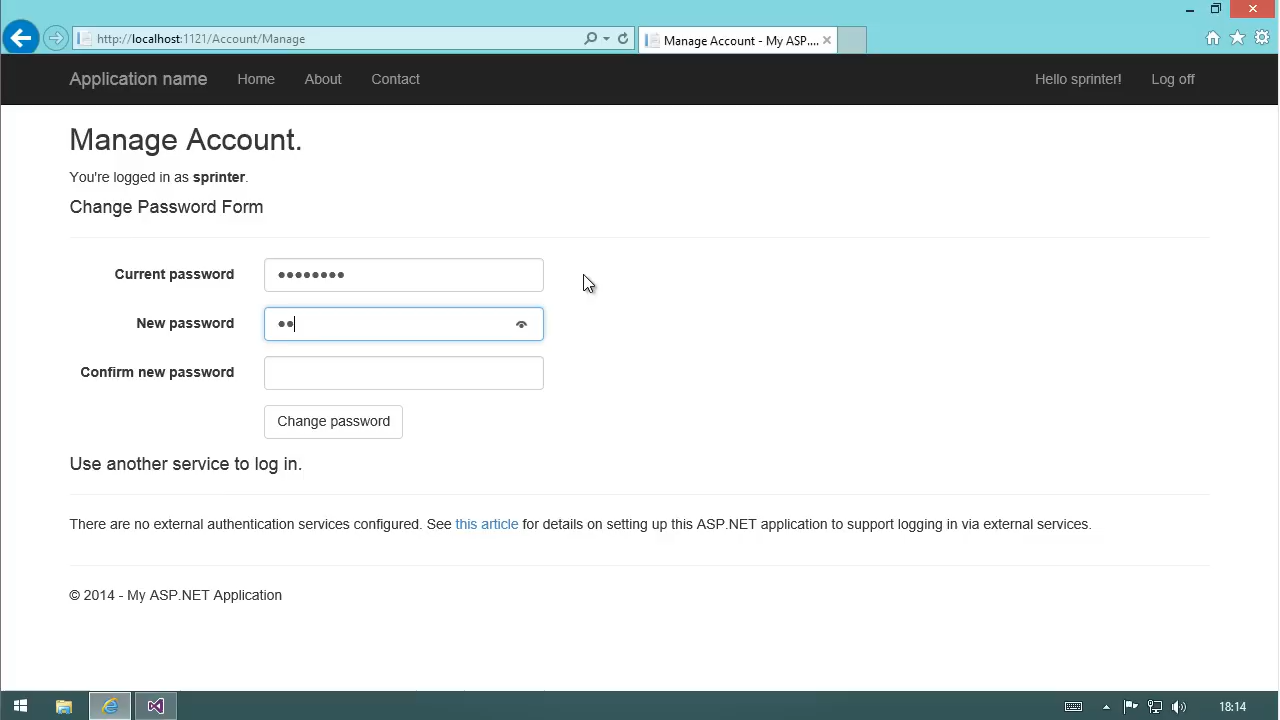 http://localhost:1121/Account/Manage
Manage Account - My ASP....
Application name Home About Contact Hello sprinter! Log off
Manage Account.
You're logged in as sprinter.
Change Password Form
Current password ●●●●●●●●
New password ●●
Confirm new password
Change password
Use another service to log in.
There are no external authentication services configured. See this article for details on setting up this ASP.NET application to support logging in via external services.
© 2014 - My ASP.NET Application
18:14